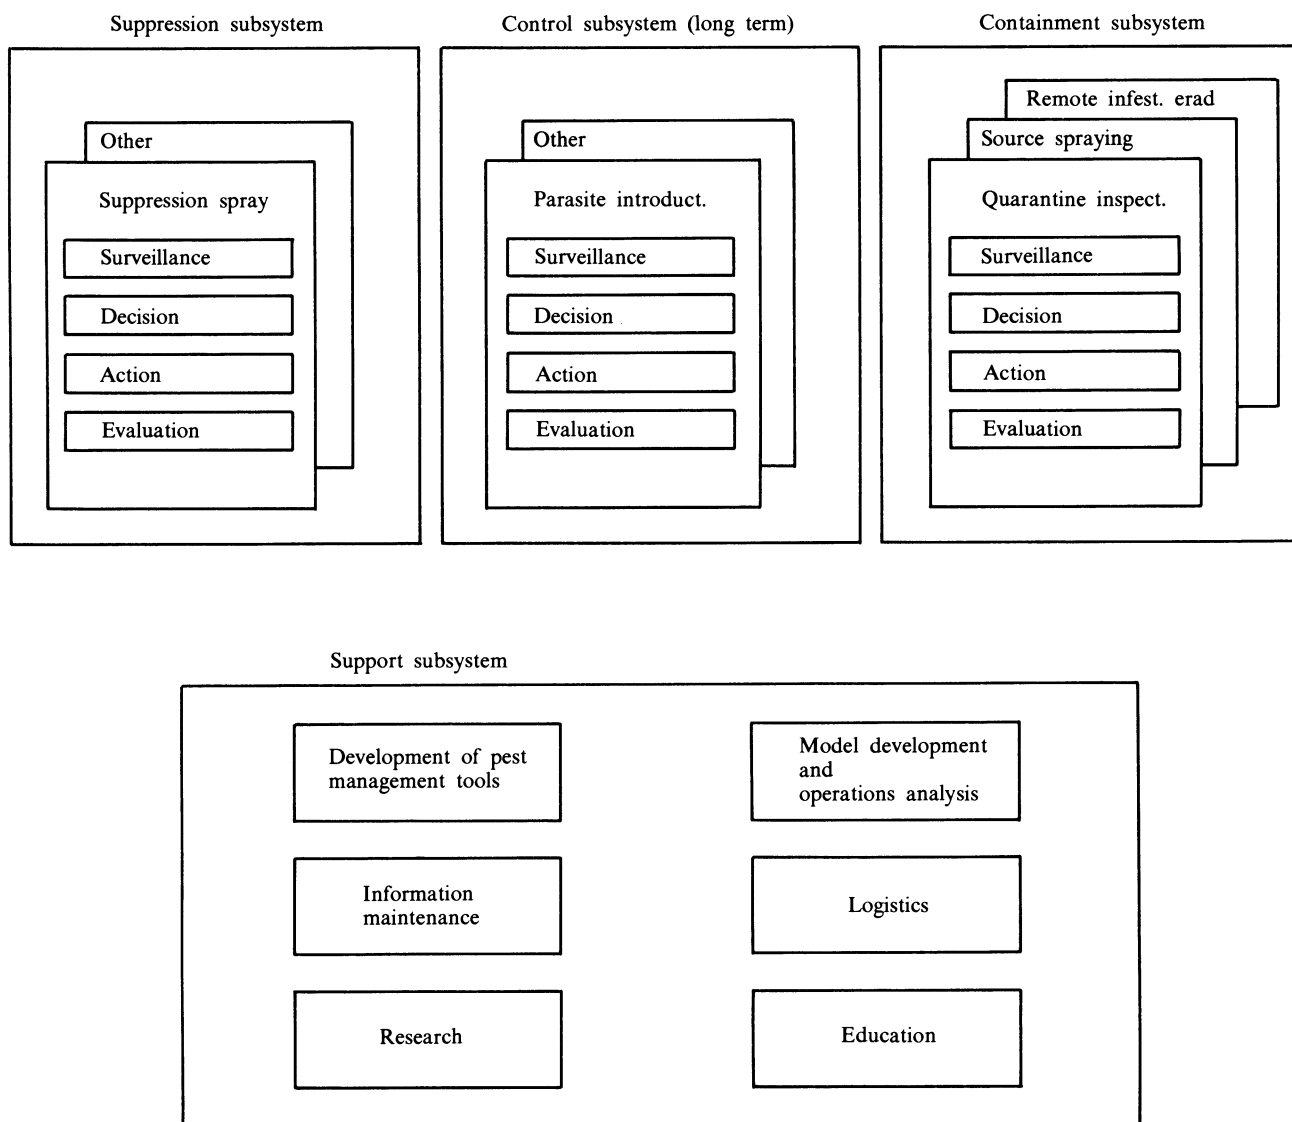 Suppression subsystem
Other
Suppression spray
Surveillance
Decision
Action
Evaluation
Control subsystem (long term)
Other
Parasite introduct.
Surveillance
Decision
Action
Evaluation
Containment subsystem
Remote infest. erad
Source spraying
Quarantine inspect.
Surveillance
Decision
Action
Evaluation
Support subsystem
Development of pest
management tools
Model development
and
operations analysis
Information
maintenance
Logistics
Research
Education